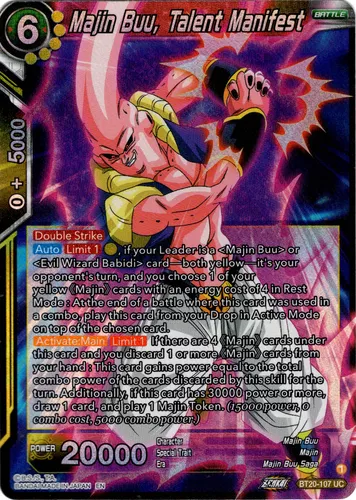 6
Majin Buu, Talent Manifest
BATTLE
0 + 5000
Double Strike
Auto Limit 1 , if your Leader is a <Majin Buu> or
<Evil Wizard Babidi> card—both yellow—it's your
opponent's turn, and you choose 1 of your
yellow《Majin》cards with an energy cost of 4 in Rest
Mode : At the end of a battle where this card was used in
a combo, play this card from your Drop in Active Mode
on top of the chosen card.
Activate:Main Limit 1 If there are 4《Majin》cards under
this card and you discard 1 or more《Majin》cards from
your hand : This card gains power equal to the total
combo power of the cards discarded by this skill for the
turn. Additionally, if this card has 30000 or more power,
draw 1 card, and play 1 Majin Token. (15000 power, 0
combo cost, 5000 combo power.)
POWER 20000
Character Majin Buu
Special Trait Majin
Era Majin Buu Saga
©B.S./S., T.A.
BANDAI MADE IN JAPAN EN
ZENKAI
BT20-107 UC